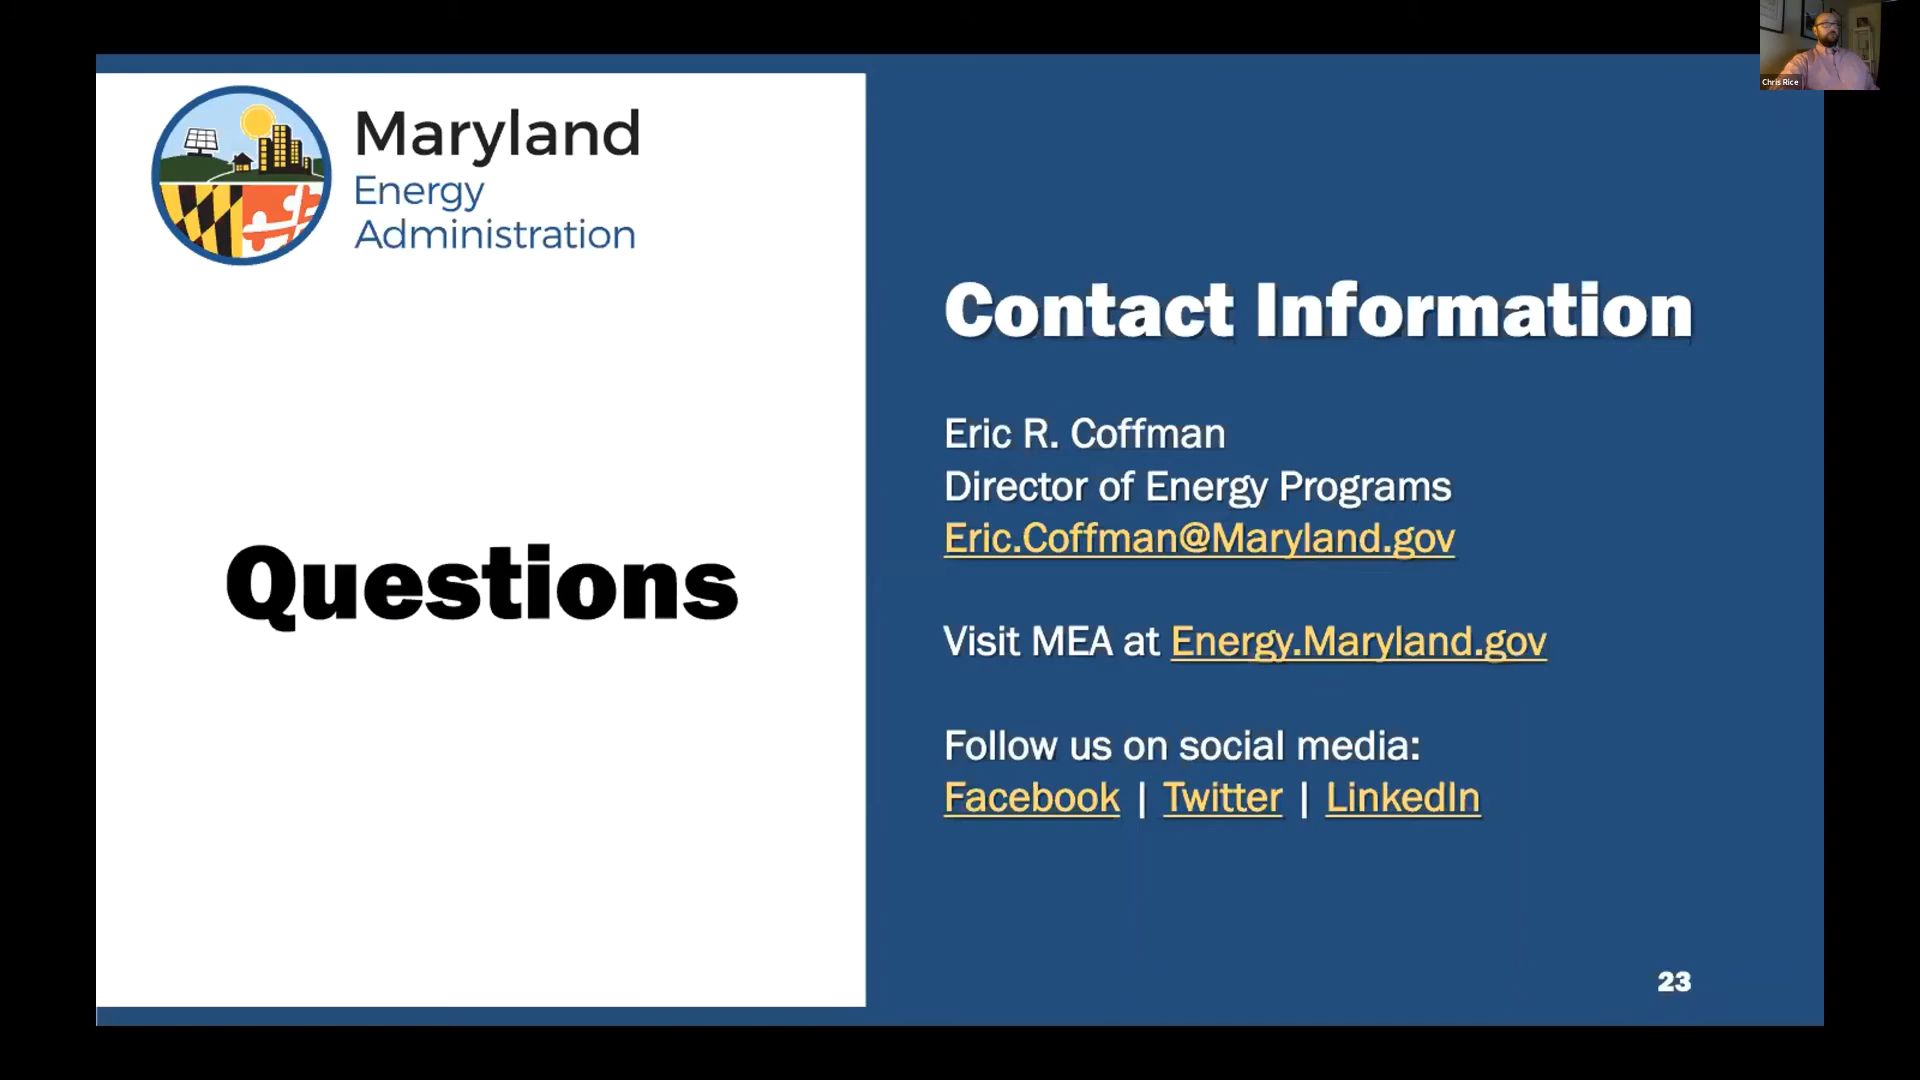 Chris Rice
Maryland
Energy
Administration
Questions
Contact Information
Eric R. Coffman
Director of Energy Programs
Eric.Coffman@Maryland.gov
Visit MEA at Energy.Maryland.gov
Follow us on social media:
Facebook | Twitter | LinkedIn
23